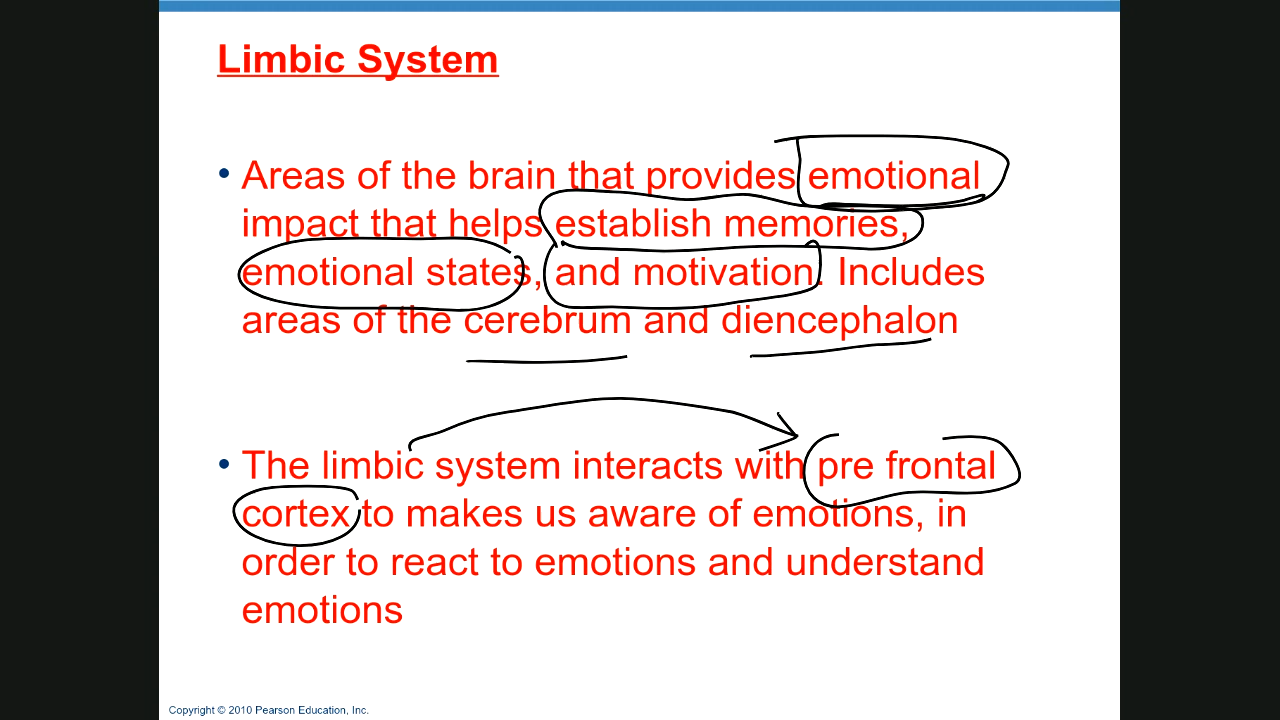 Limbic System
• Areas of the brain that provides emotional
impact that helps establish memories,
emotional states, and motivation. Includes
areas of the cerebrum and diencephalon
• The limbic system interacts with pre frontal
cortex to makes us aware of emotions, in
order to react to emotions and understand
emotions
Copyright © 2010 Pearson Education, Inc.